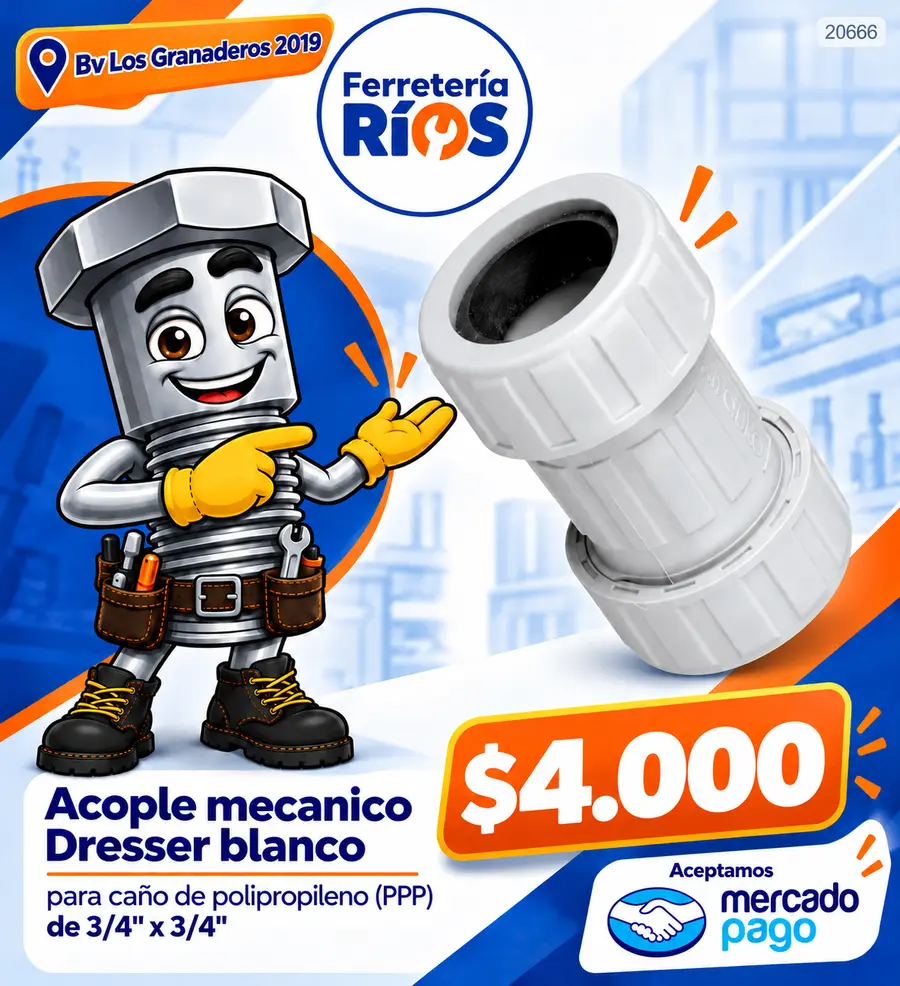 Bv Los Granaderos 2019
Ferretería
RÍOS
20666
$4.000
Acople mecanico
Dresser blanco
para caño de polipropileno (PPP)
de 3/4" x 3/4"
Aceptamos
mercado
pago